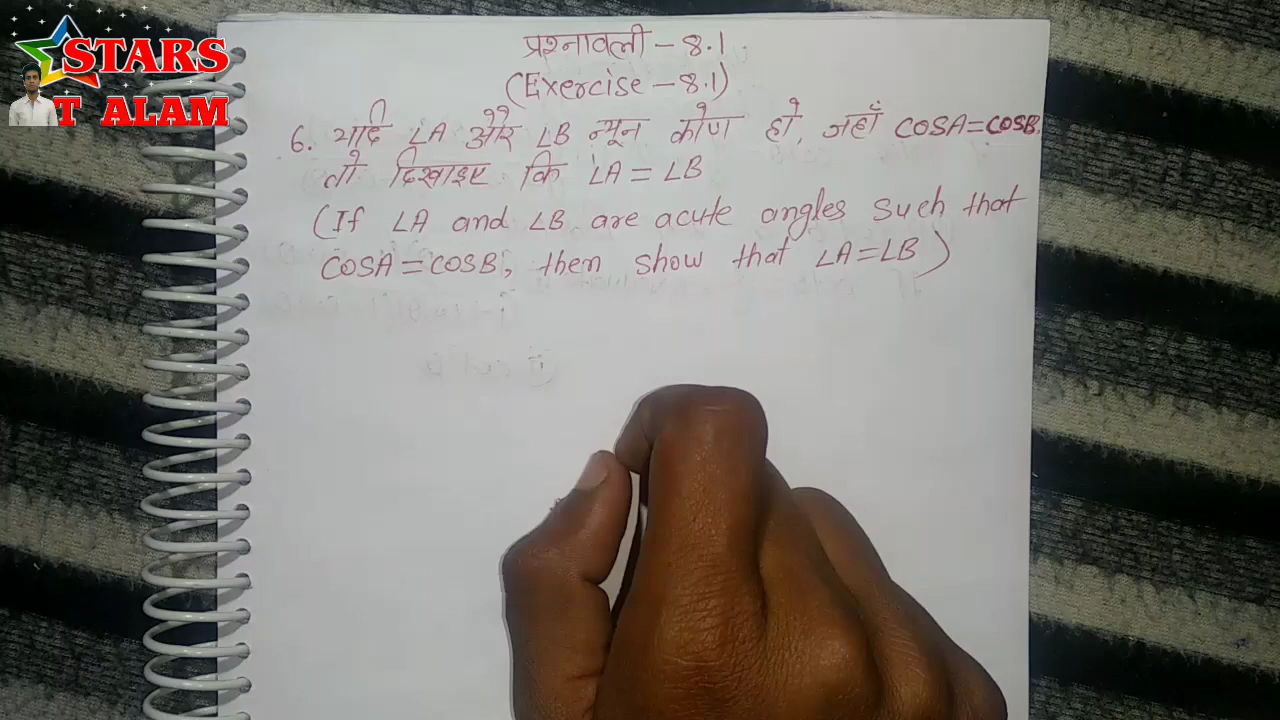 STARS
T ALAM
प्रश्नावली - 8.1
(Exercise - 8.1)
6. यदि ∠A और ∠B न्यून कोण हो, जहाँ COSA=COSB,
तो दिखाइए कि ∠A = ∠B
(If ∠A and ∠B are acute angles such that
COSA=COSB, then show that ∠A=∠B)